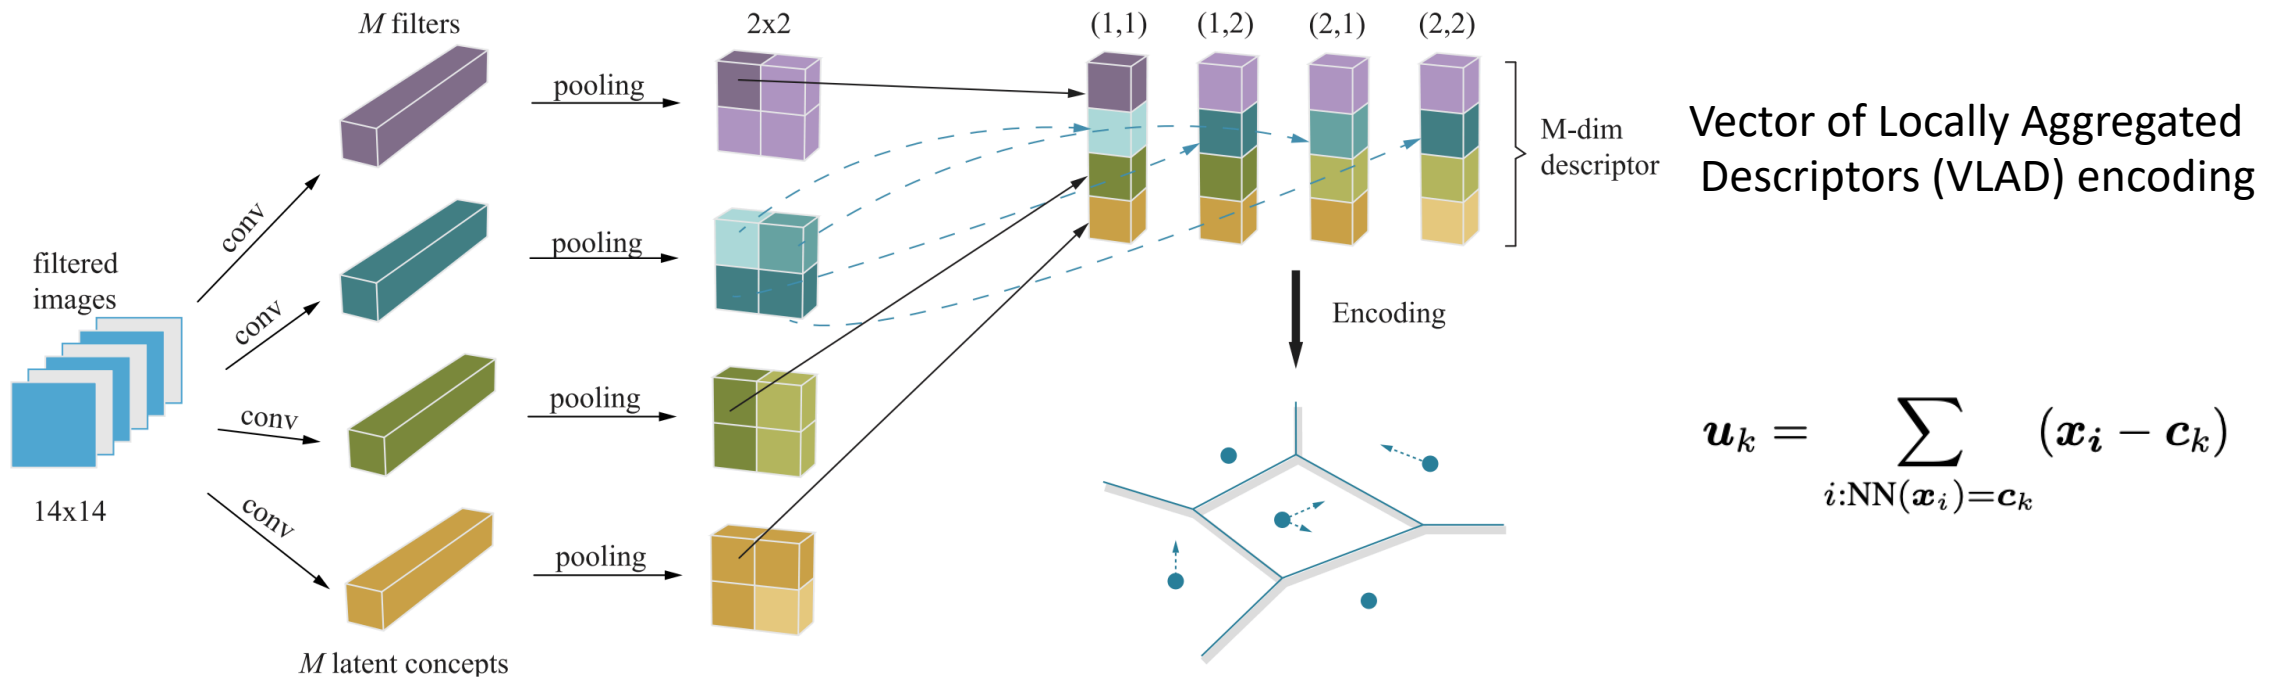 M filters
2x2
(1,1) (1,2) (2,1) (2,2)
pooling
conv
pooling
conv
filtered
images
14x14
conv
pooling
conv
pooling
M latent concepts
M-dim
descriptor
Encoding
Vector of Locally Aggregated
Descriptors (VLAD) encoding
𝒖ₖ = ∑ (𝒙ᵢ − 𝒄ₖ)
i:NN(𝒙ᵢ)=𝒄ₖ